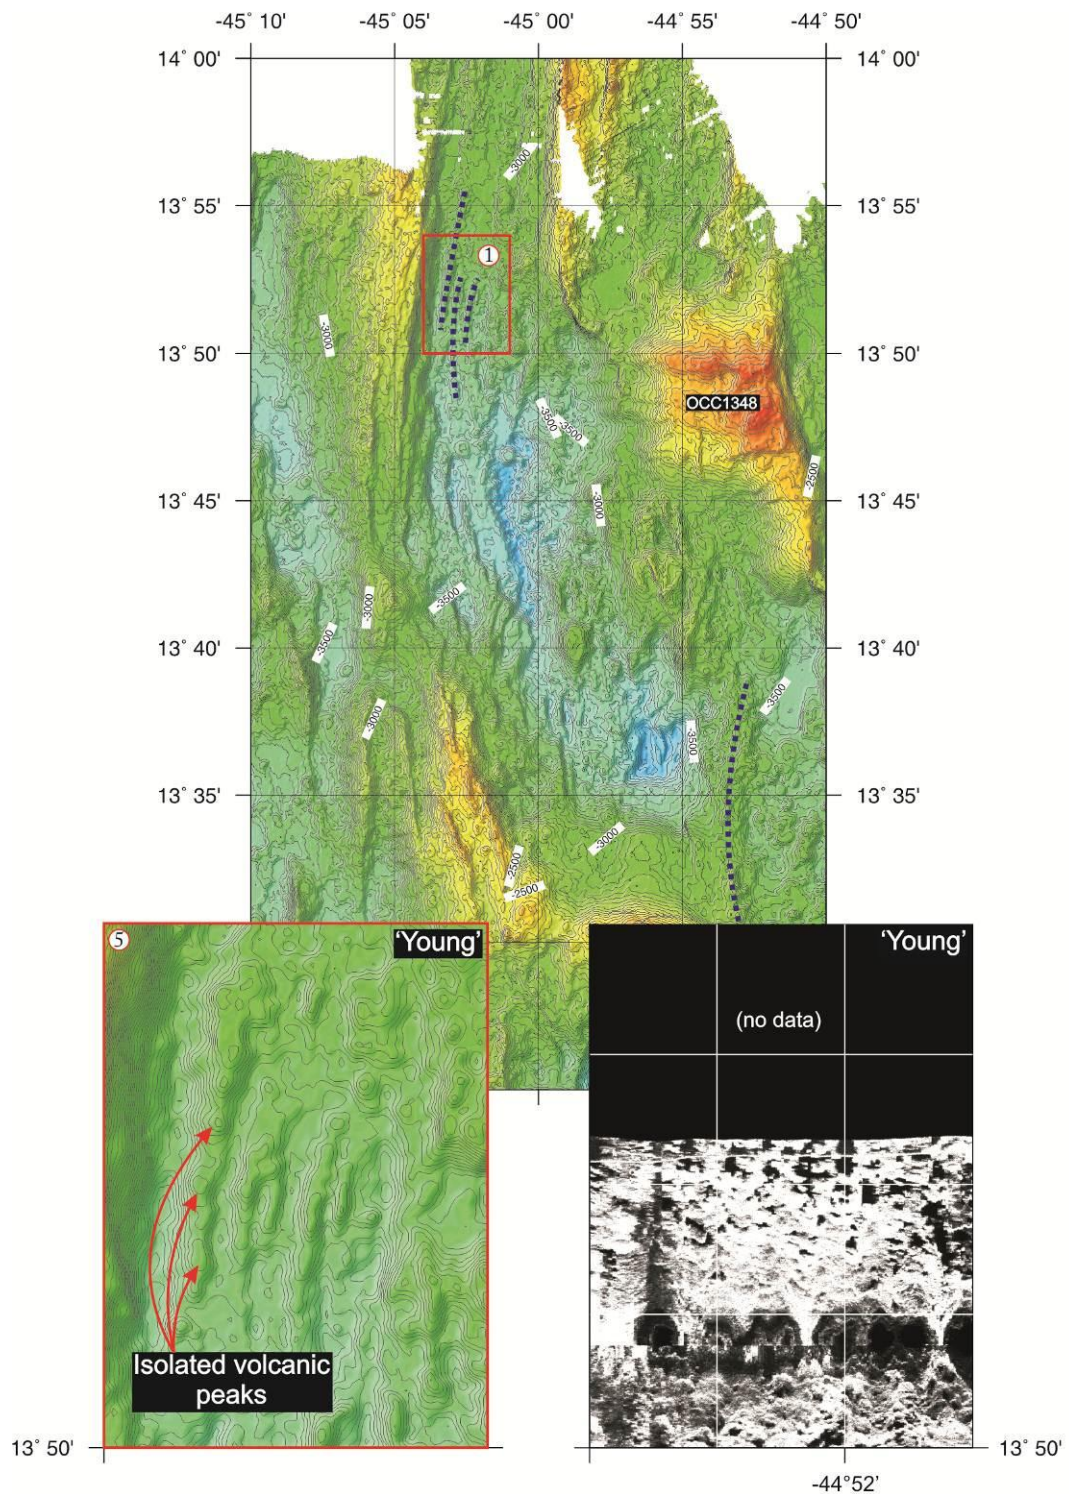 -45° 10' -45° 05' -45° 00' -44° 55' -44° 50'
14° 00' 14° 00'
-3000
13° 55' 13° 55'
①
-3000
13° 50' 13° 50'
OCC1348
-3500 -3500
-2500
13° 45' -3000 13° 45'
-3000 -3500
-3500
13° 40' 13° 40'
-3500
-3000 -3500
13° 35' 13° 35'
-3000
-2500
-2500
⑤ 'Young' 'Young'
(no data)
Isolated volcanic
peaks
13° 50' 13° 50'
-44° 52'